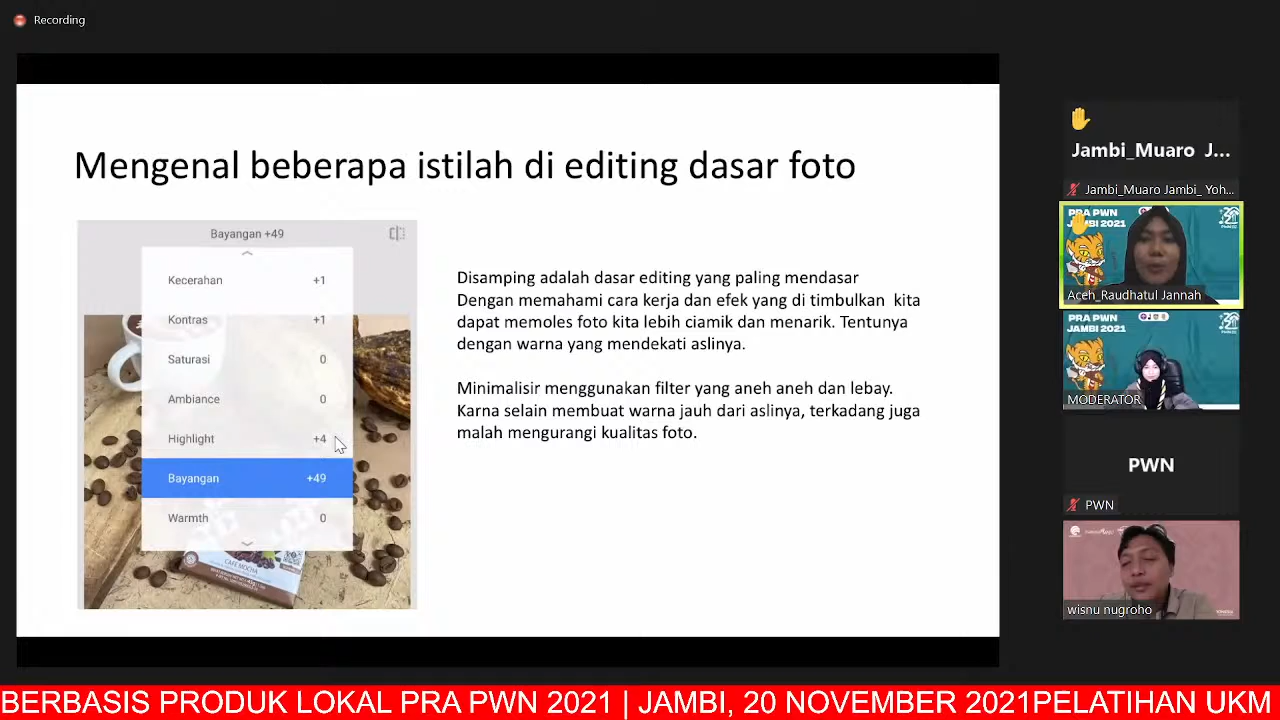 Recording
Mengenal beberapa istilah di editing dasar foto
Bayangan +49
Kecerahan +1
Kontras +1
Saturasi 0
Ambiance 0
Highlight +4
Bayangan +49
Warmth 0
CAFE MOCHA
Disamping adalah dasar editing yang paling mendasar
Dengan memahami cara kerja dan efek yang di timbulkan kita
dapat memoles foto kita lebih ciamik dan menarik. Tentunya
dengan warna yang mendekati aslinya.
Minimalisir menggunakan filter yang aneh aneh dan lebay.
Karna selain membuat warna jauh dari aslinya, terkadang juga
malah mengurangi kualitas foto.
Jambi_Muaro J...
Jambi_Muaro Jambi_ Yoh...
PRA PWN
JAMBI 2021
Aceh_Raudhatul Jannah
PRA PWN
JAMBI 2021
MODERATOR
PWN
PWN
wisnu nugroho
BERBASIS PRODUK LOKAL PRA PWN 2021 | JAMBI, 20 NOVEMBER 2021PELATIHAN UKM